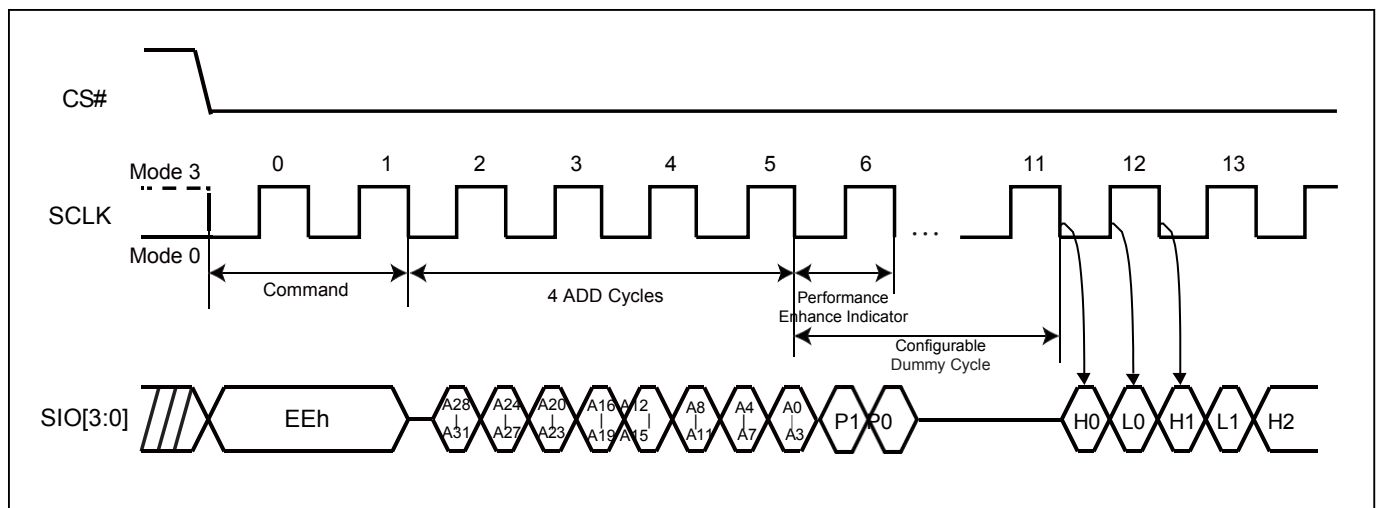 CS#
Mode 3
0 1 2 3 4 5 6 11 12 13
SCLK
...
Mode 0
Command
4 ADD Cycles
Performance
Enhance Indicator
Configurable
Dummy Cycle
SIO[3:0]
EEh
A28
|
A31
A24
|
A27
A20
|
A23
A16
|
A19
A12
|
A15
A8
|
A11
A4
|
A7
A0
|
A3
P1 P0
H0 L0 H1 L1 H2